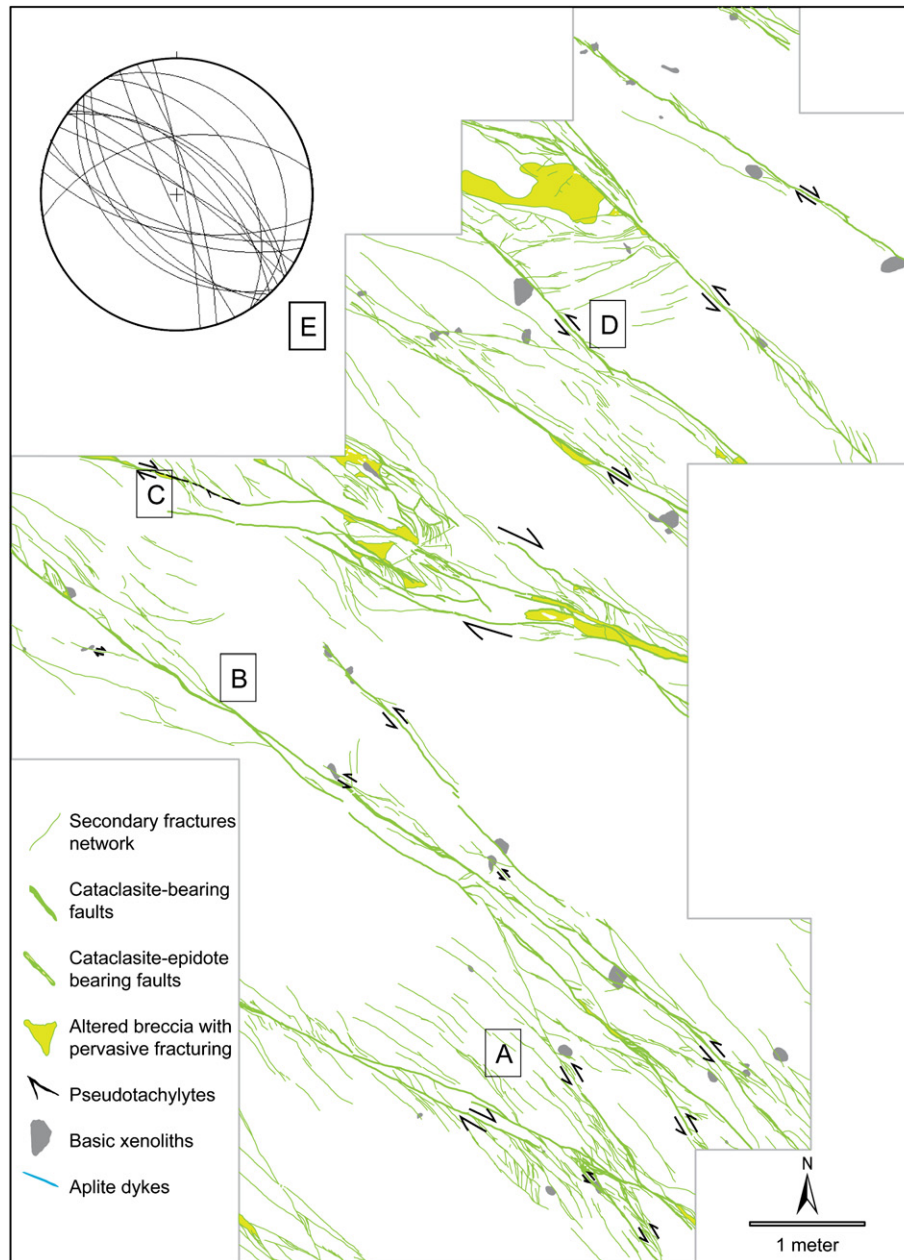 E
D
C
B
A
Secondary fractures
network
Cataclasite-bearing
faults
Cataclasite-epidote
bearing faults
Altered breccia with
pervasive fracturing
Pseudotachylytes
Basic xenoliths
Aplite dykes
N
1 meter